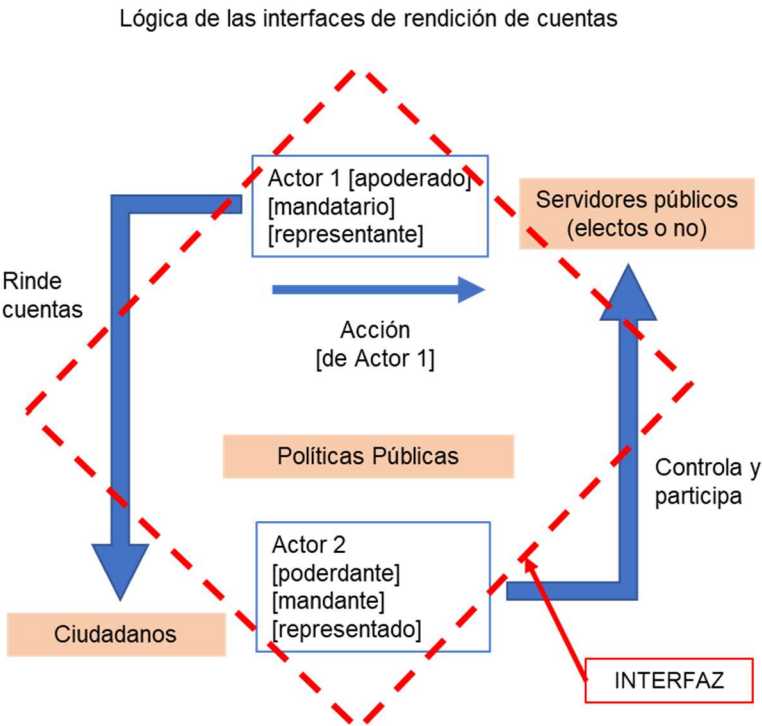 Lógica de las interfaces de rendición de cuentas
Actor 1 [apoderado]
[mandatario]
[representante]
Servidores públicos
(electos o no)
Rinde
cuentas
Acción
[de Actor 1]
Políticas Públicas
Controla y
participa
Actor 2
[poderdante]
[mandante]
[representado]
Ciudadanos
INTERFAZ